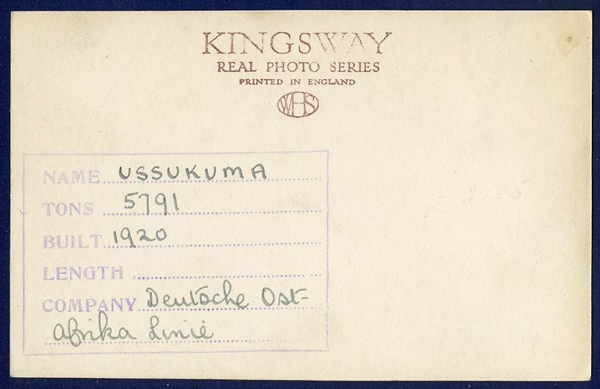 KINGSWAY
REAL PHOTO SERIES
PRINTED IN ENGLAND
WHS
NAME USSUKUMA
TONS 5791
BUILT 1920
LENGTH
COMPANY Deutsche Ost-
Afrika Linie